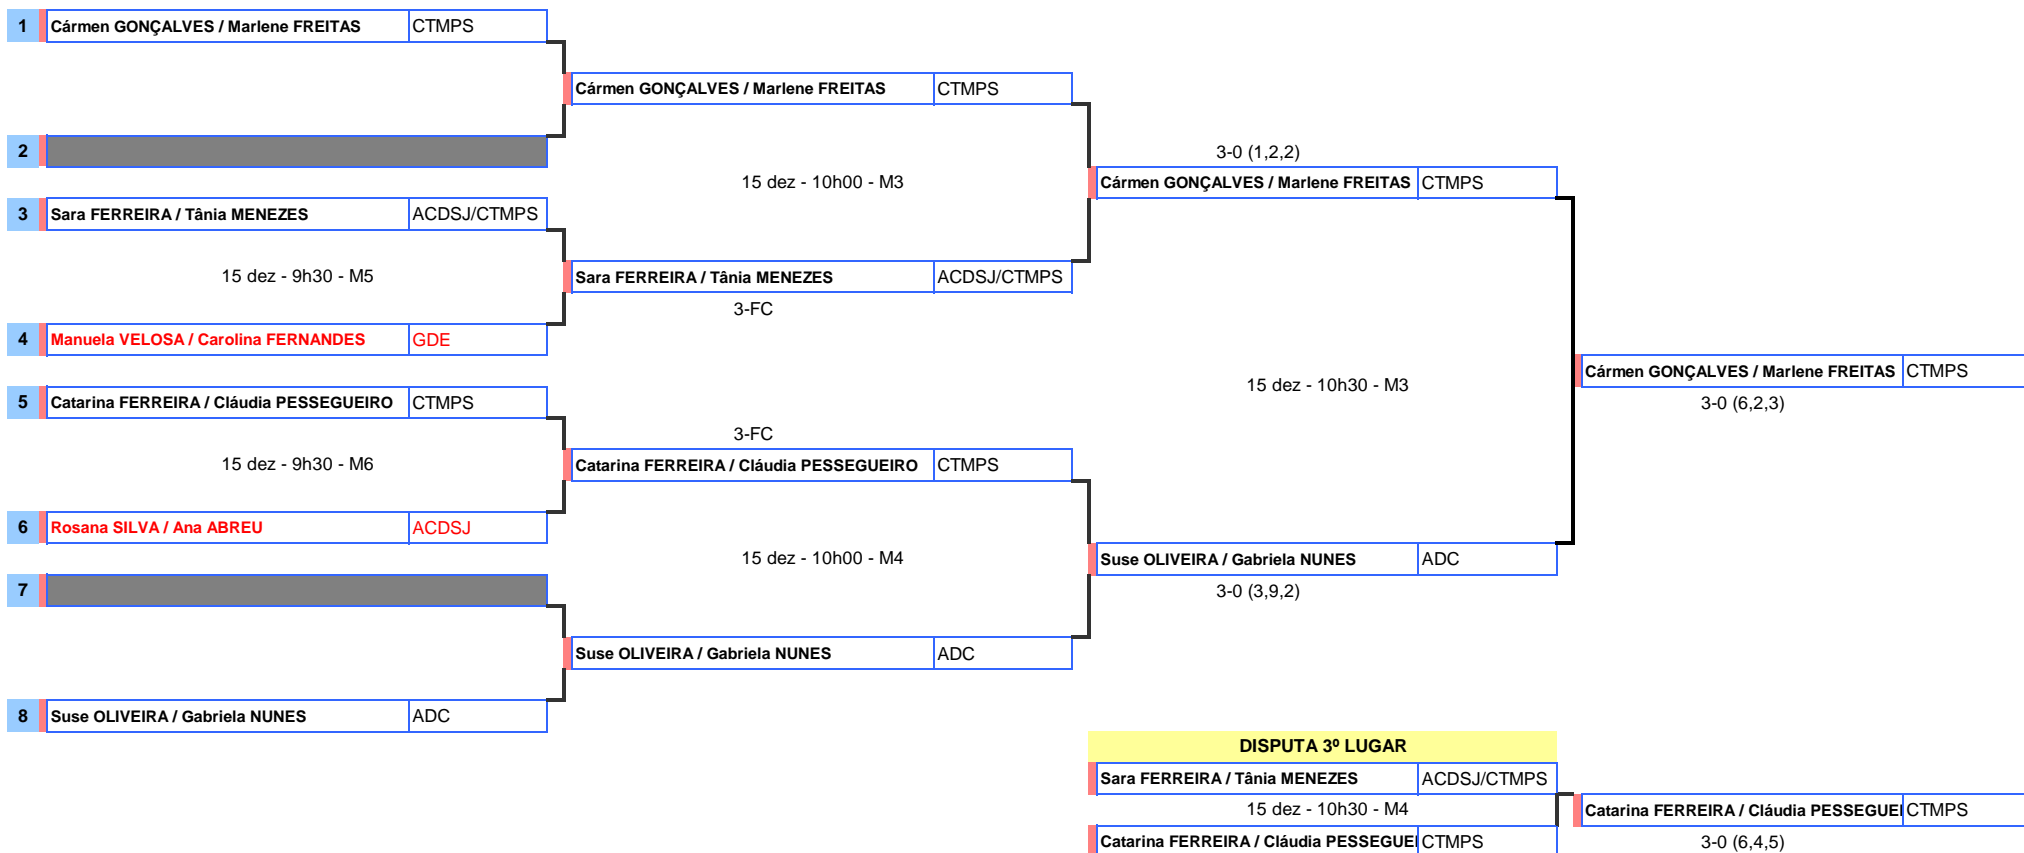 1 Cármen GONÇALVES / Marlene FREITAS CTMPS
Cármen GONÇALVES / Marlene FREITAS CTMPS
2
3-0 (1,2,2)
15 dez - 10h00 - M3
Cármen GONÇALVES / Marlene FREITAS CTMPS
3 Sara FERREIRA / Tânia MENEZES ACDSJ/CTMPS
15 dez - 9h30 - M5
Sara FERREIRA / Tânia MENEZES ACDSJ/CTMPS
3-FC
4 Manuela VELOSA / Carolina FERNANDES GDE
Cármen GONÇALVES / Marlene FREITAS CTMPS
15 dez - 10h30 - M3
5 Catarina FERREIRA / Cláudia PESSEGUEIRO CTMPS
3-0 (6,2,3)
3-FC
15 dez - 9h30 - M6
Catarina FERREIRA / Cláudia PESSEGUEIRO CTMPS
6 Rosana SILVA / Ana ABREU ACDSJ
15 dez - 10h00 - M4
Suse OLIVEIRA / Gabriela NUNES ADC
7
3-0 (3,9,2)
Suse OLIVEIRA / Gabriela NUNES ADC
8 Suse OLIVEIRA / Gabriela NUNES ADC
DISPUTA 3º LUGAR
Sara FERREIRA / Tânia MENEZES ACDSJ/CTMPS
15 dez - 10h30 - M4
Catarina FERREIRA / Cláudia PESSEGUEI CTMPS
Catarina FERREIRA / Cláudia PESSEGUEI CTMPS
3-0 (6,4,5)